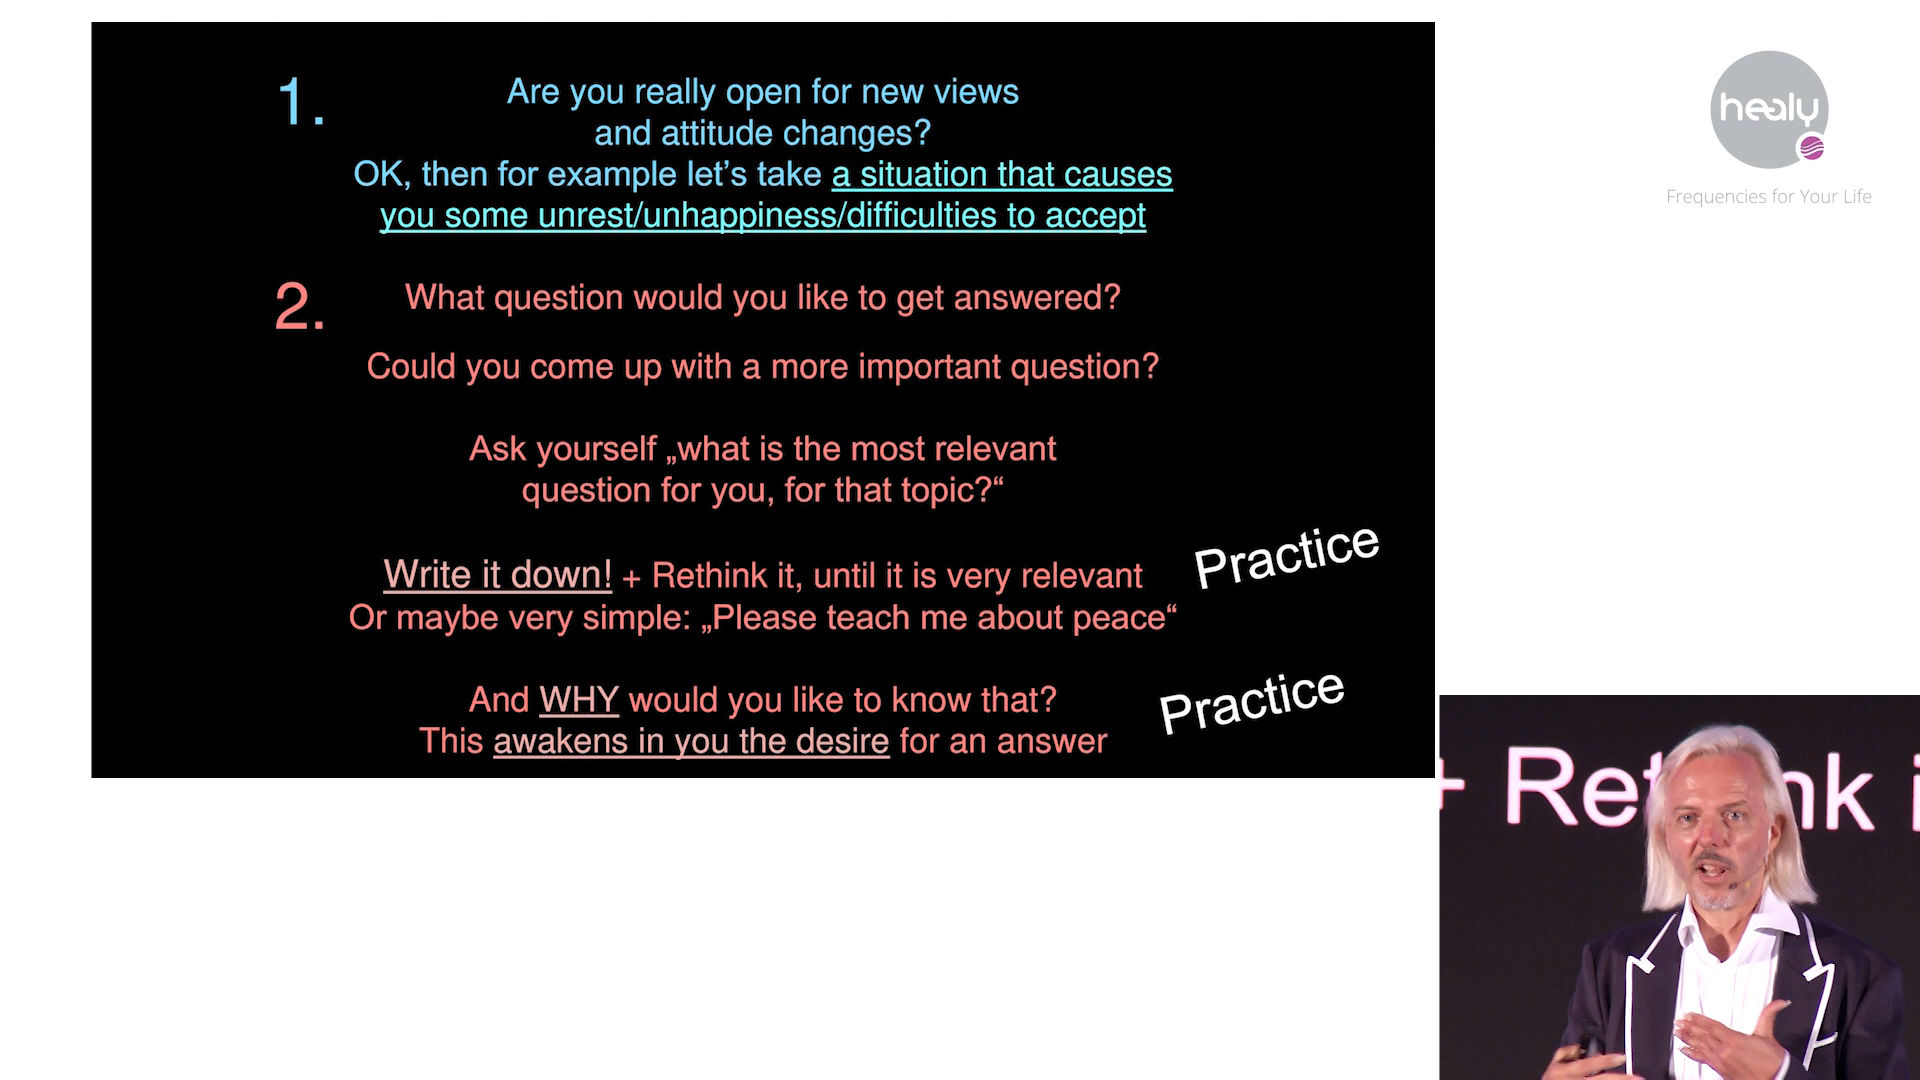 1.
Are you really open for new views
and attitude changes?
OK, then for example let’s take a situation that causes
you some unrest/unhappiness/difficulties to accept
2.
What question would you like to get answered?
Could you come up with a more important question?
Ask yourself „what is the most relevant
question for you, for that topic?“
Write it down! + Rethink it, until it is very relevant
Or maybe very simple: „Please teach me about peace“
Practice
And WHY would you like to know that?
This awakens in you the desire for an answer
Practice
healy
Frequencies for Your Life
+ Re nk i